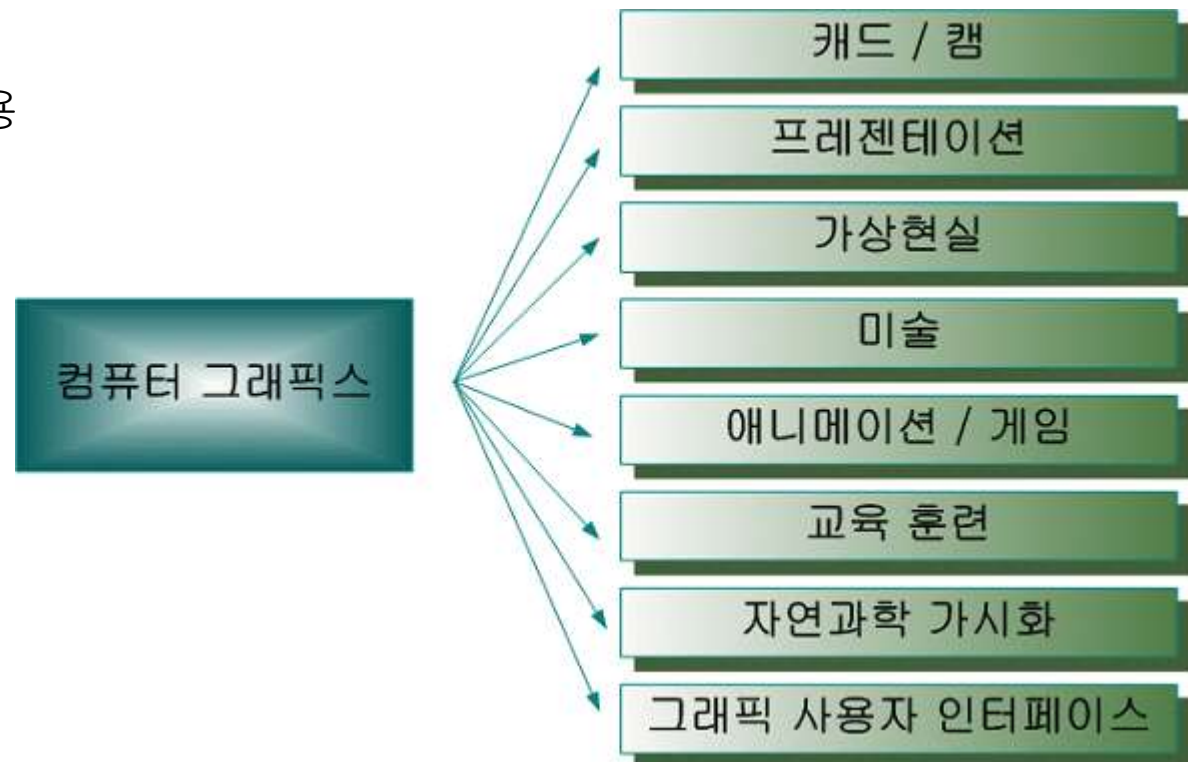 용
컴퓨터 그래픽스
캐드 / 캠
프레젠테이션
가상현실
미술
애니메이션 / 게임
교육 훈련
자연과학 가시화
그래픽 사용자 인터페이스